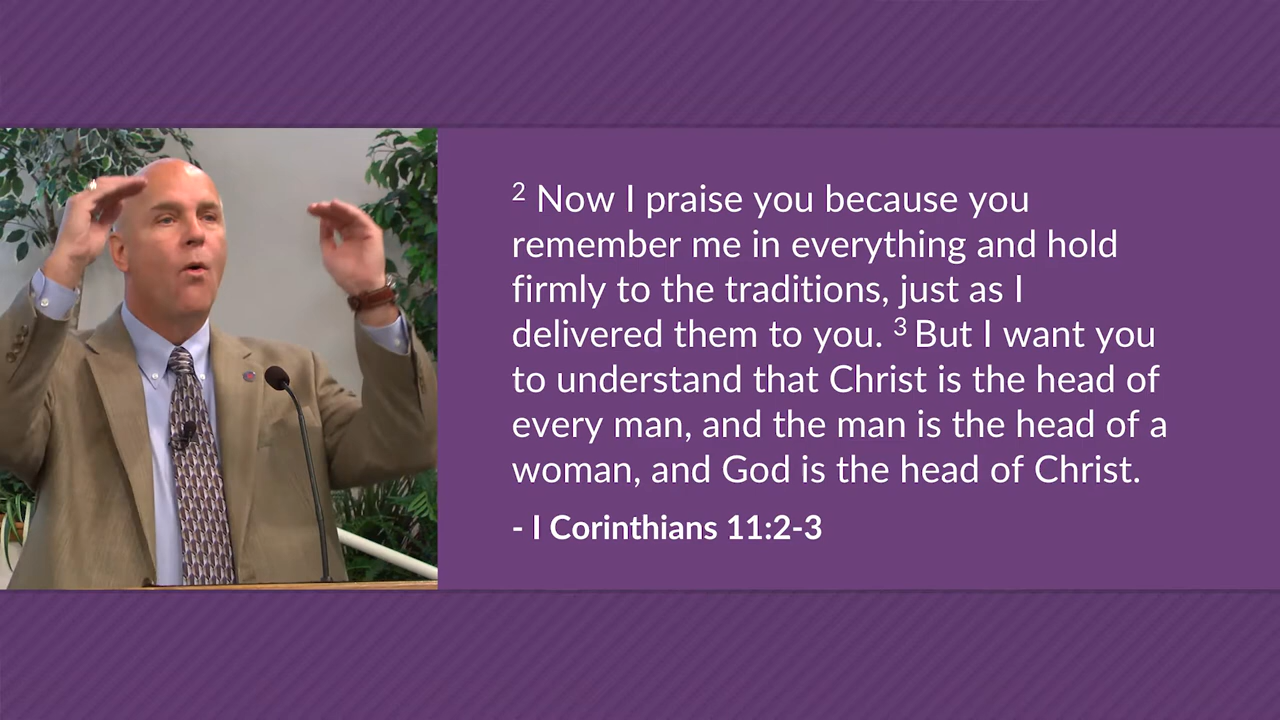 2 Now I praise you because you
remember me in everything and hold
firmly to the traditions, just as I
delivered them to you. 3 But I want you
to understand that Christ is the head of
every man, and the man is the head of a
woman, and God is the head of Christ.
- I Corinthians 11:2-3